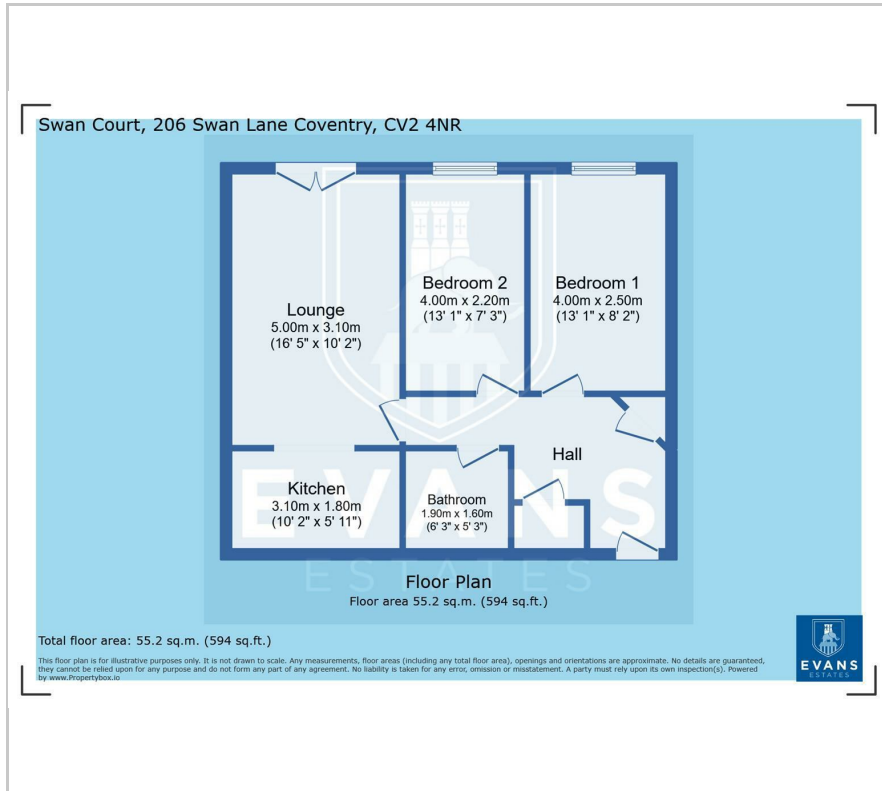 Swan Court, 206 Swan Lane Coventry, CV2 4NR
Lounge
5.00m x 3.10m
(16' 5" x 10' 2")
Bedroom 2
4.00m x 2.20m
(13' 1" x 7' 3")
Bedroom 1
4.00m x 2.50m
(13' 1" x 8' 2")
Hall
Kitchen
3.10m x 1.80m
(10' 2" x 5' 11")
Bathroom
1.90m x 1.60m
(6' 3" x 5' 3")
EVANS
ESTATES
Floor Plan
Floor area 55.2 sq.m. (594 sq.ft.)
Total floor area: 55.2 sq.m. (594 sq.ft.)
This floor plan is for illustrative purposes only. It is not drawn to scale. Any measurements, floor areas (including any total floor area), openings and orientations are approximate. No details are guaranteed,
they cannot be relied upon for any purpose and do not form any part of any agreement. No liability is taken for any error, omission or misstatement. A party must rely upon its own inspection(s). Powered
by www.Propertybox.io
EVANS
ESTATES